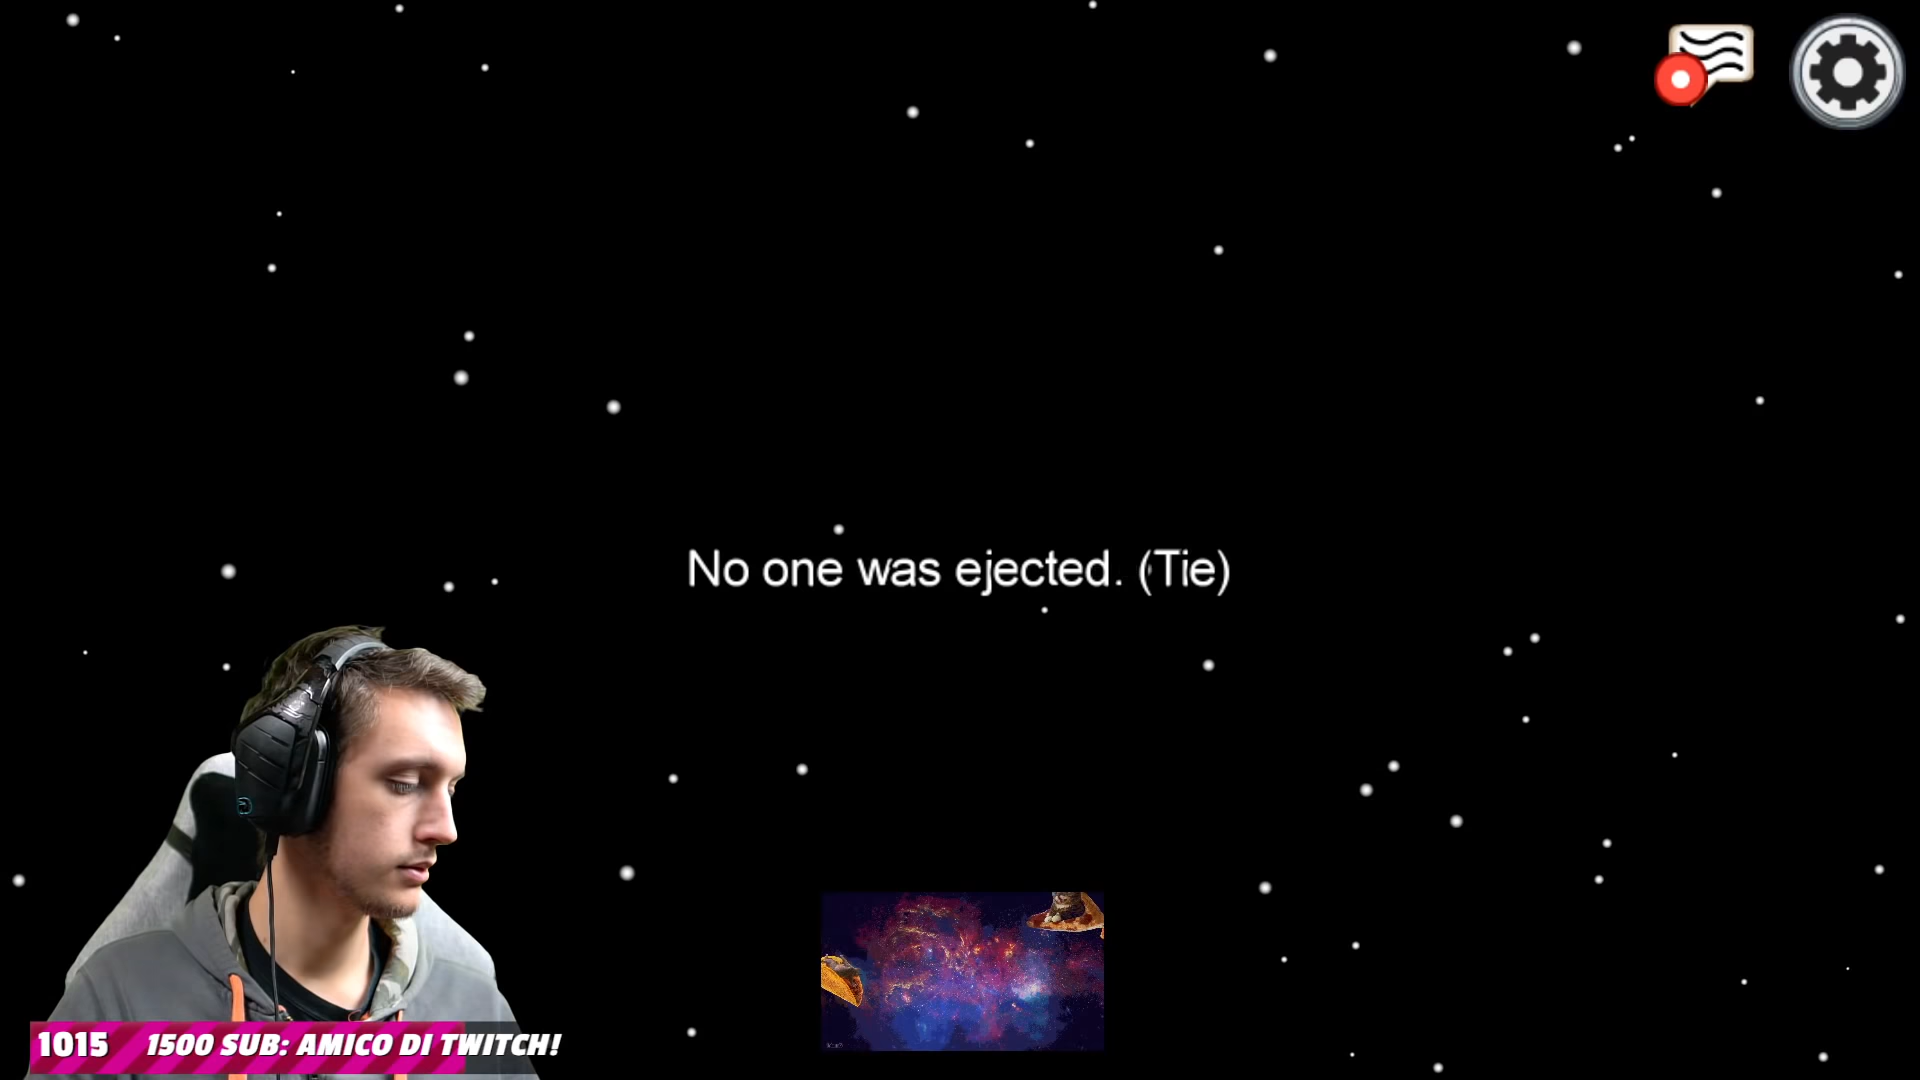 No one was ejected. (Tie)
1015 1500 SUB: AMICO DI TWITCH!